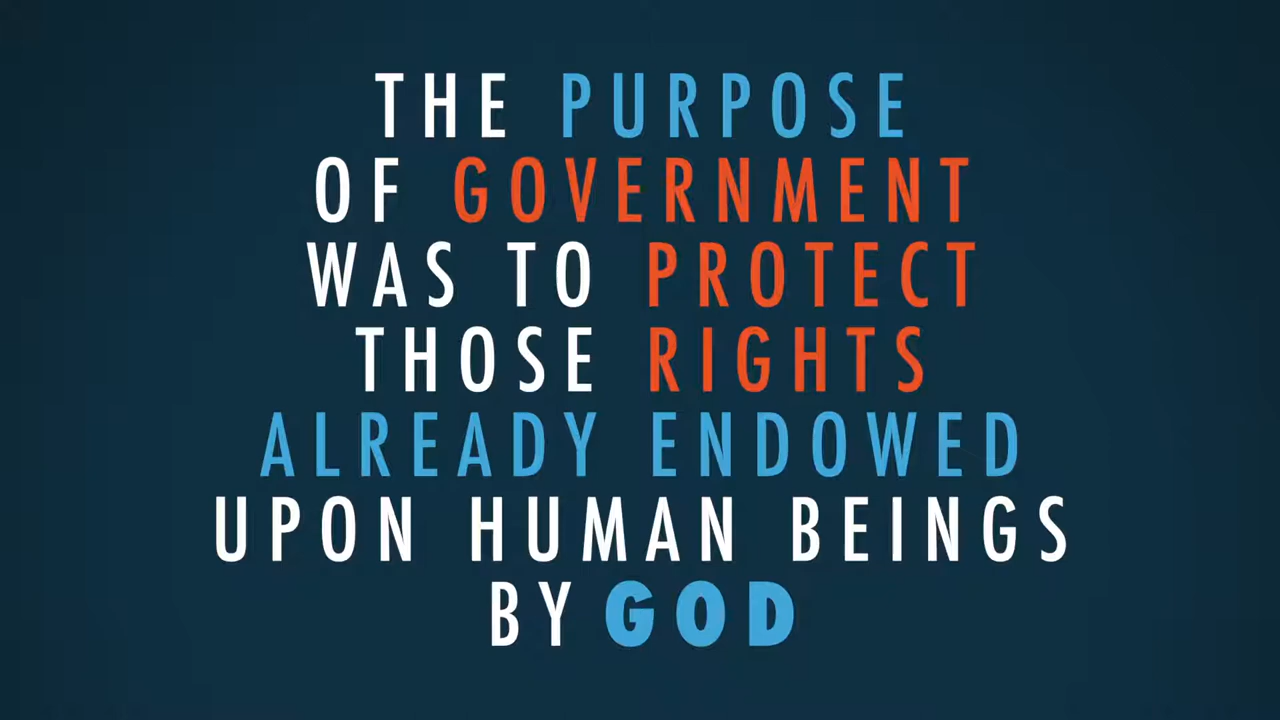 THE PURPOSE
OF GOVERNMENT
WAS TO PROTECT
THOSE RIGHTS
ALREADY ENDOWED
UPON HUMAN BEINGS
BY GOD